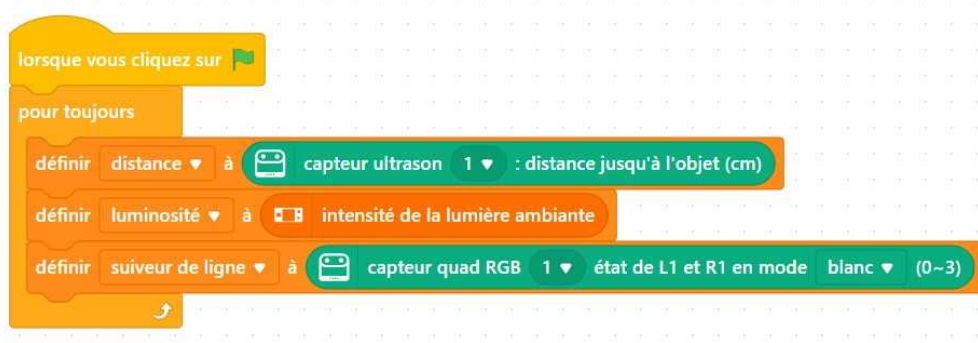 lorsque vous cliquez sur
pour toujours
définir distance à capteur ultrason 1 : distance jusqu'à l'objet (cm)
définir luminosité à intensité de la lumière ambiante
définir suiveur de ligne à capteur quad RGB 1 état de L1 et R1 en mode blanc (0~3)